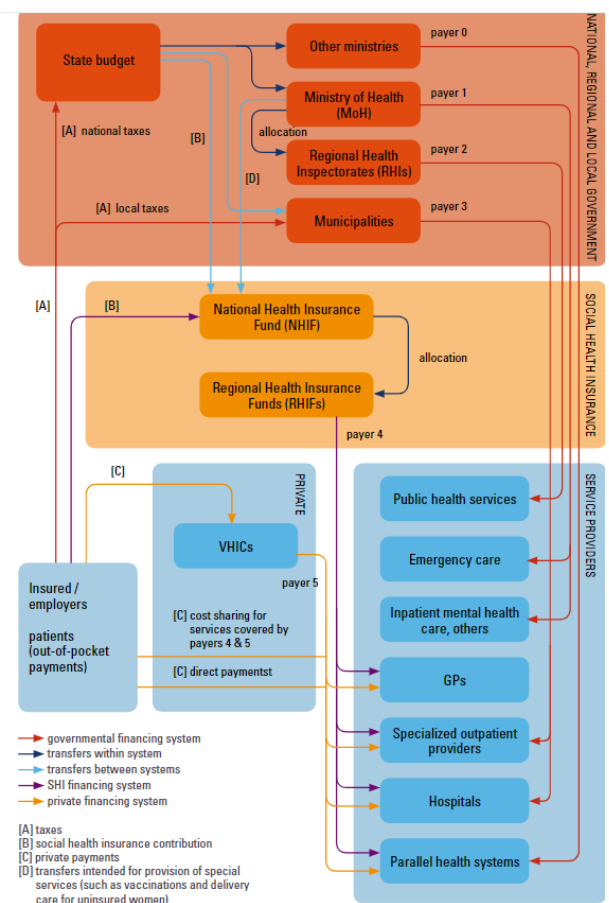 State budget
Other ministries
payer 0
Ministry of Health
(MoH)
payer 1
allocation
Regional Health
Inspectorates (RHIs)
payer 2
Municipalities
payer 3
[A] national taxes
[B]
[D]
[A] local taxes
NATIONAL, REGIONAL AND LOCAL GOVERNMENT
[A]
[B]
National Health Insurance
Fund (NHIF)
allocation
Regional Health Insurance
Funds (RHIFs)
payer 4
SOCIAL HEALTH INSURANCE
[C]
PRIVATE
VHICs
payer 5
Insured /
employers
patients
(out-of-pocket
payments)
[C] cost sharing for
services covered by
payers 4 & 5
[C] direct paymentst
SERVICE PROVIDERS
Public health services
Emergency care
Inpatient mental health
care, others
GPs
Specialized outpatient
providers
Hospitals
Parallel health systems
governmental financing system
transfers within system
transfers between systems
SHI financing system
private financing system
[A] taxes
[B] social health insurance contribution
[C] private payments
[D] transfers intended for provision of special
services (such as vaccinations and delivery
care for uninsured women)